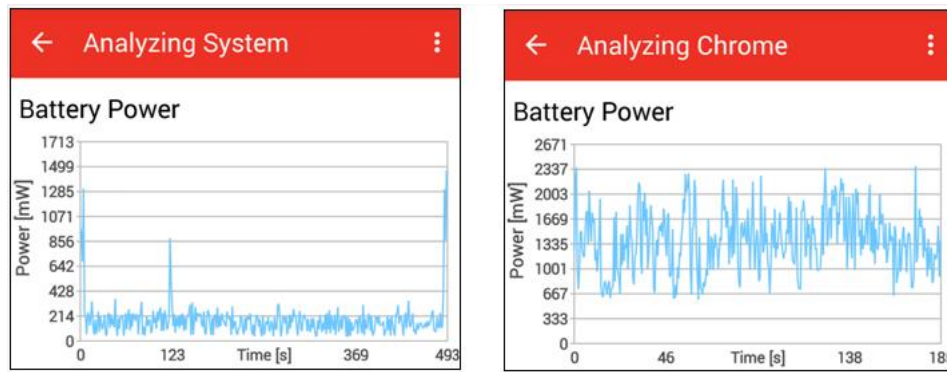 Analyzing System
Battery Power
Power [mW]
1713
1499
1285
1071
856
642
428
214
0
0 123 Time [s] 369 493
Analyzing Chrome
Battery Power
Power [mW]
2671
2337
2003
1669
1335
1001
667
333
0
0 46 Time [s] 138